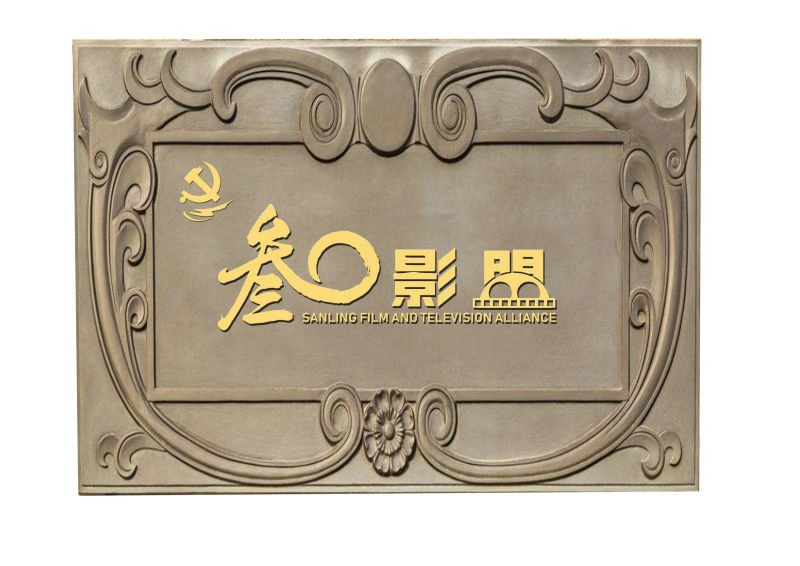 叁〇影盟
SANLING FILM AND TELEVISION ALLIANCE